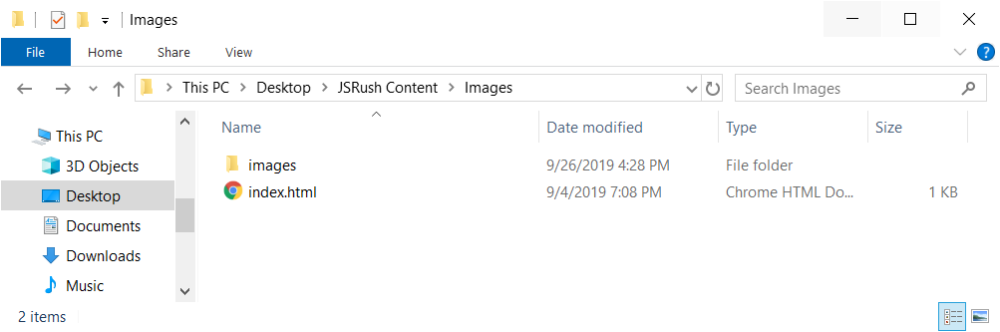 Images
File Home Share View
This PC Desktop JSRush Content Images Search Images
Name Date modified Type Size
This PC
3D Objects
Desktop
Documents
Downloads
Music
images 9/26/2019 4:28 PM File folder
index.html 9/4/2019 7:08 PM Chrome HTML Do... 1 KB
2 items